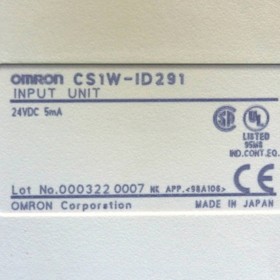 OMRON CS1W-ID291
INPUT UNIT
24VDC 5mA
LISTED
95M8
IND.CONT.EQ.
Lot No.000322 0007 NK APP.<98A106>
OMRON Corporation MADE IN JAPAN